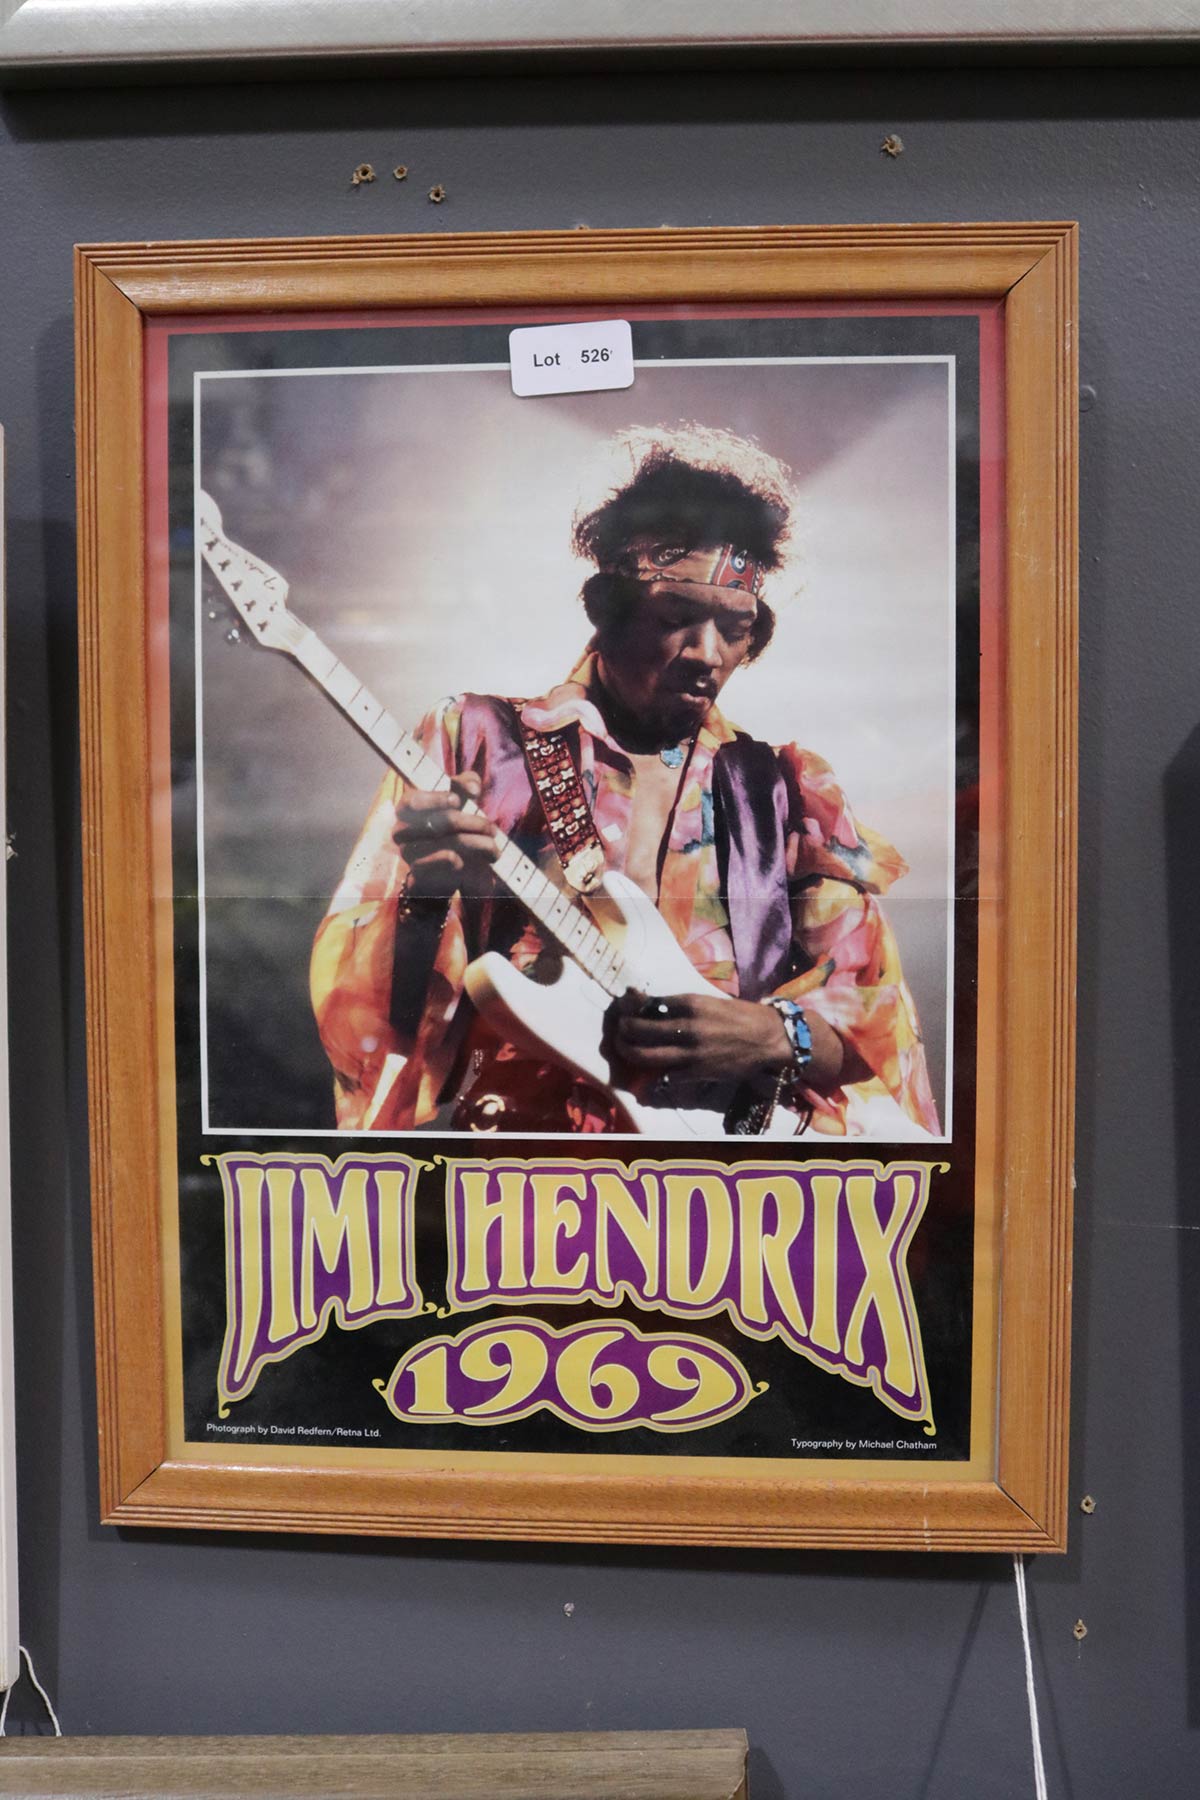 Lot 526
JIMI HENDRIX
1969
Photograph by David Redfern/Retna Ltd.
Typography by Michael Chatham